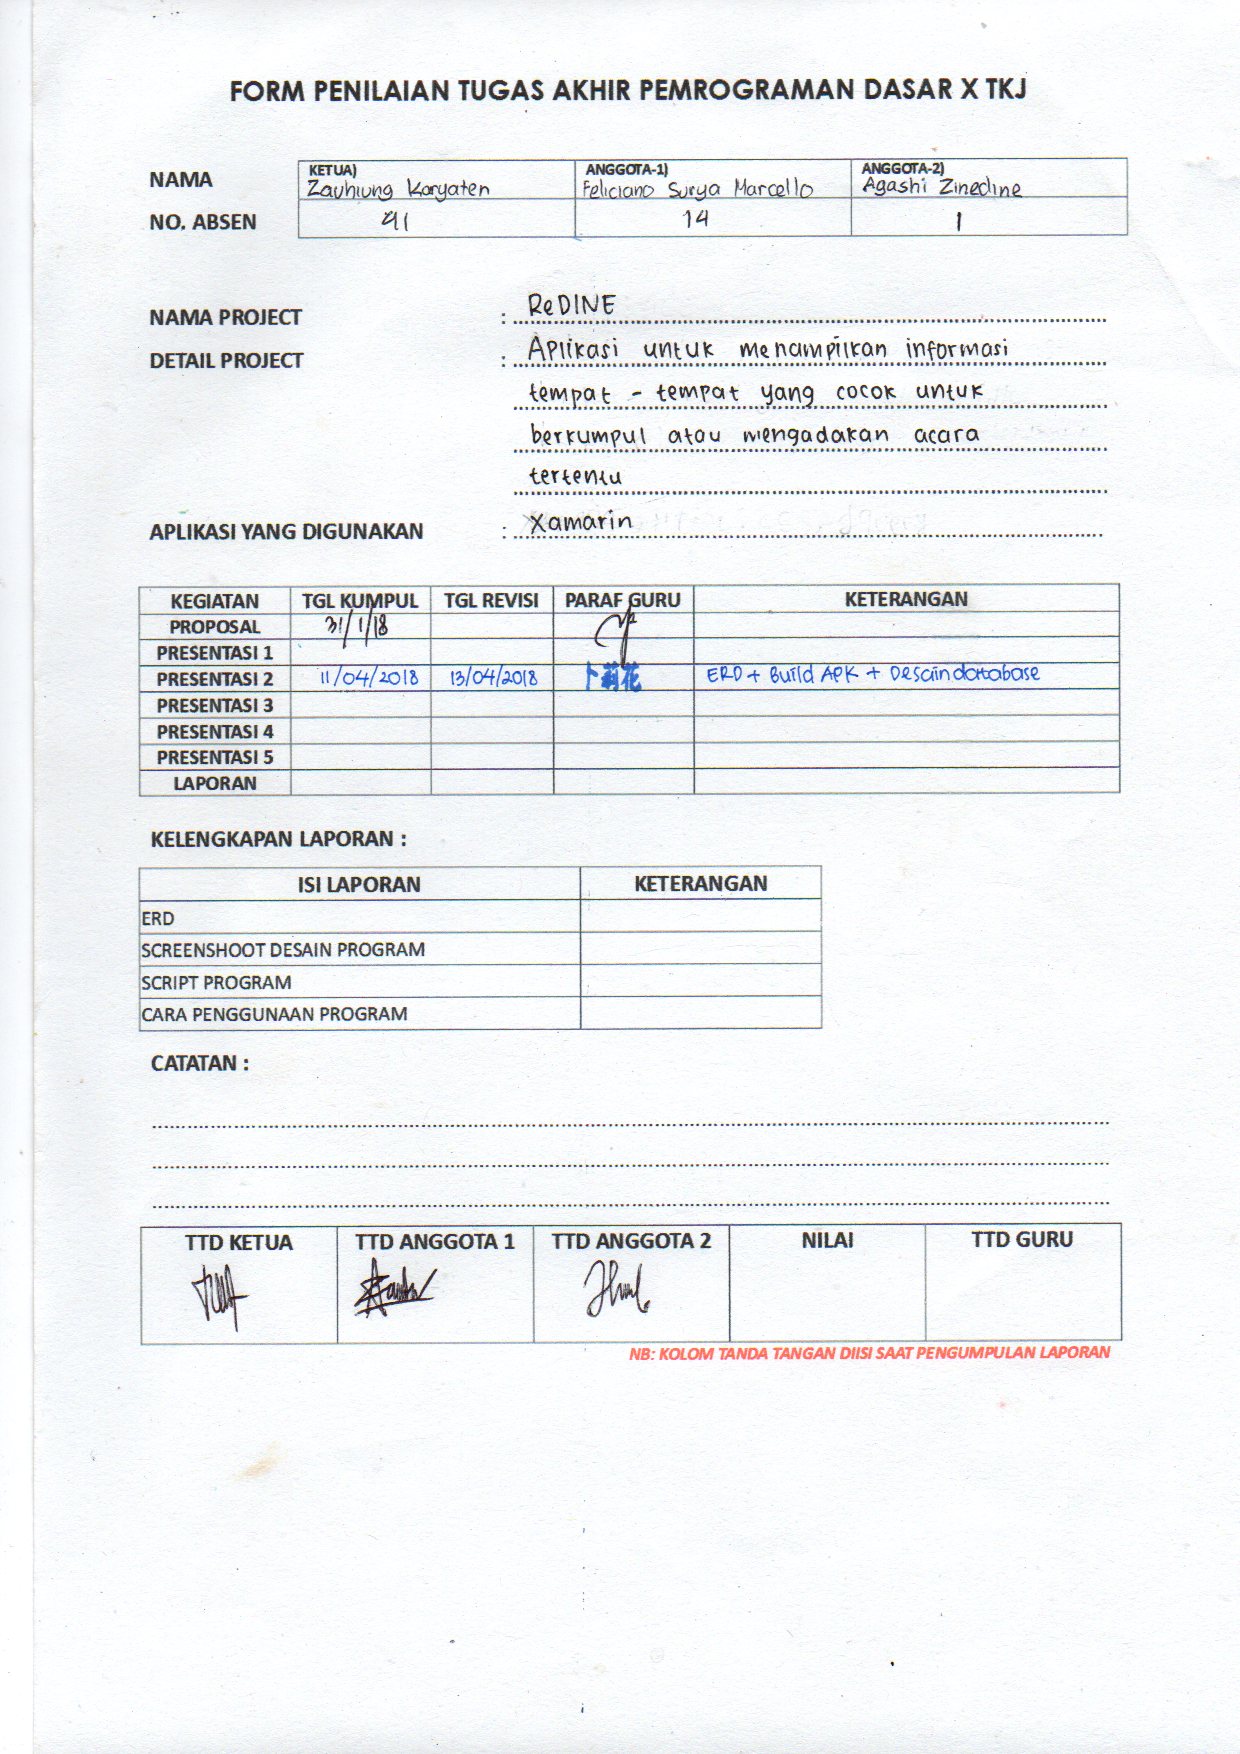 FORM PENILAIAN TUGAS AKHIR PEMROGRAMAN DASAR X TKJ
NAMA KETUA) ANGGOTA-1) ANGGOTA-2)
Zauhiung Koryaten Feliciano Surya Marcello Agashi Zinedine
NO. ABSEN 41 14 1
NAMA PROJECT : ReDINE
DETAIL PROJECT : Aplikasi untuk menampilkan informasi
tempat - tempat yang cocok untuk
berkumpul atau mengadakan acara
tertentu
APLIKASI YANG DIGUNAKAN : Xamarin
KEGIATAN TGL KUMPUL TGL REVISI PARAF GURU KETERANGAN
PROPOSAL 31/1/18
PRESENTASI 1
PRESENTASI 2 11/04/2018 13/04/2018 卜莉花 ERD + Build APK + Desain database
PRESENTASI 3
PRESENTASI 4
PRESENTASI 5
LAPORAN
KELENGKAPAN LAPORAN :
ISI LAPORAN KETERANGAN
ERD
SCREENSHOOT DESAIN PROGRAM
SCRIPT PROGRAM
CARA PENGGUNAAN PROGRAM
CATATAN :
TTD KETUA TTD ANGGOTA 1 TTD ANGGOTA 2 NILAI TTD GURU
NB: KOLOM TANDA TANGAN DIISI SAAT PENGUMPULAN LAPORAN